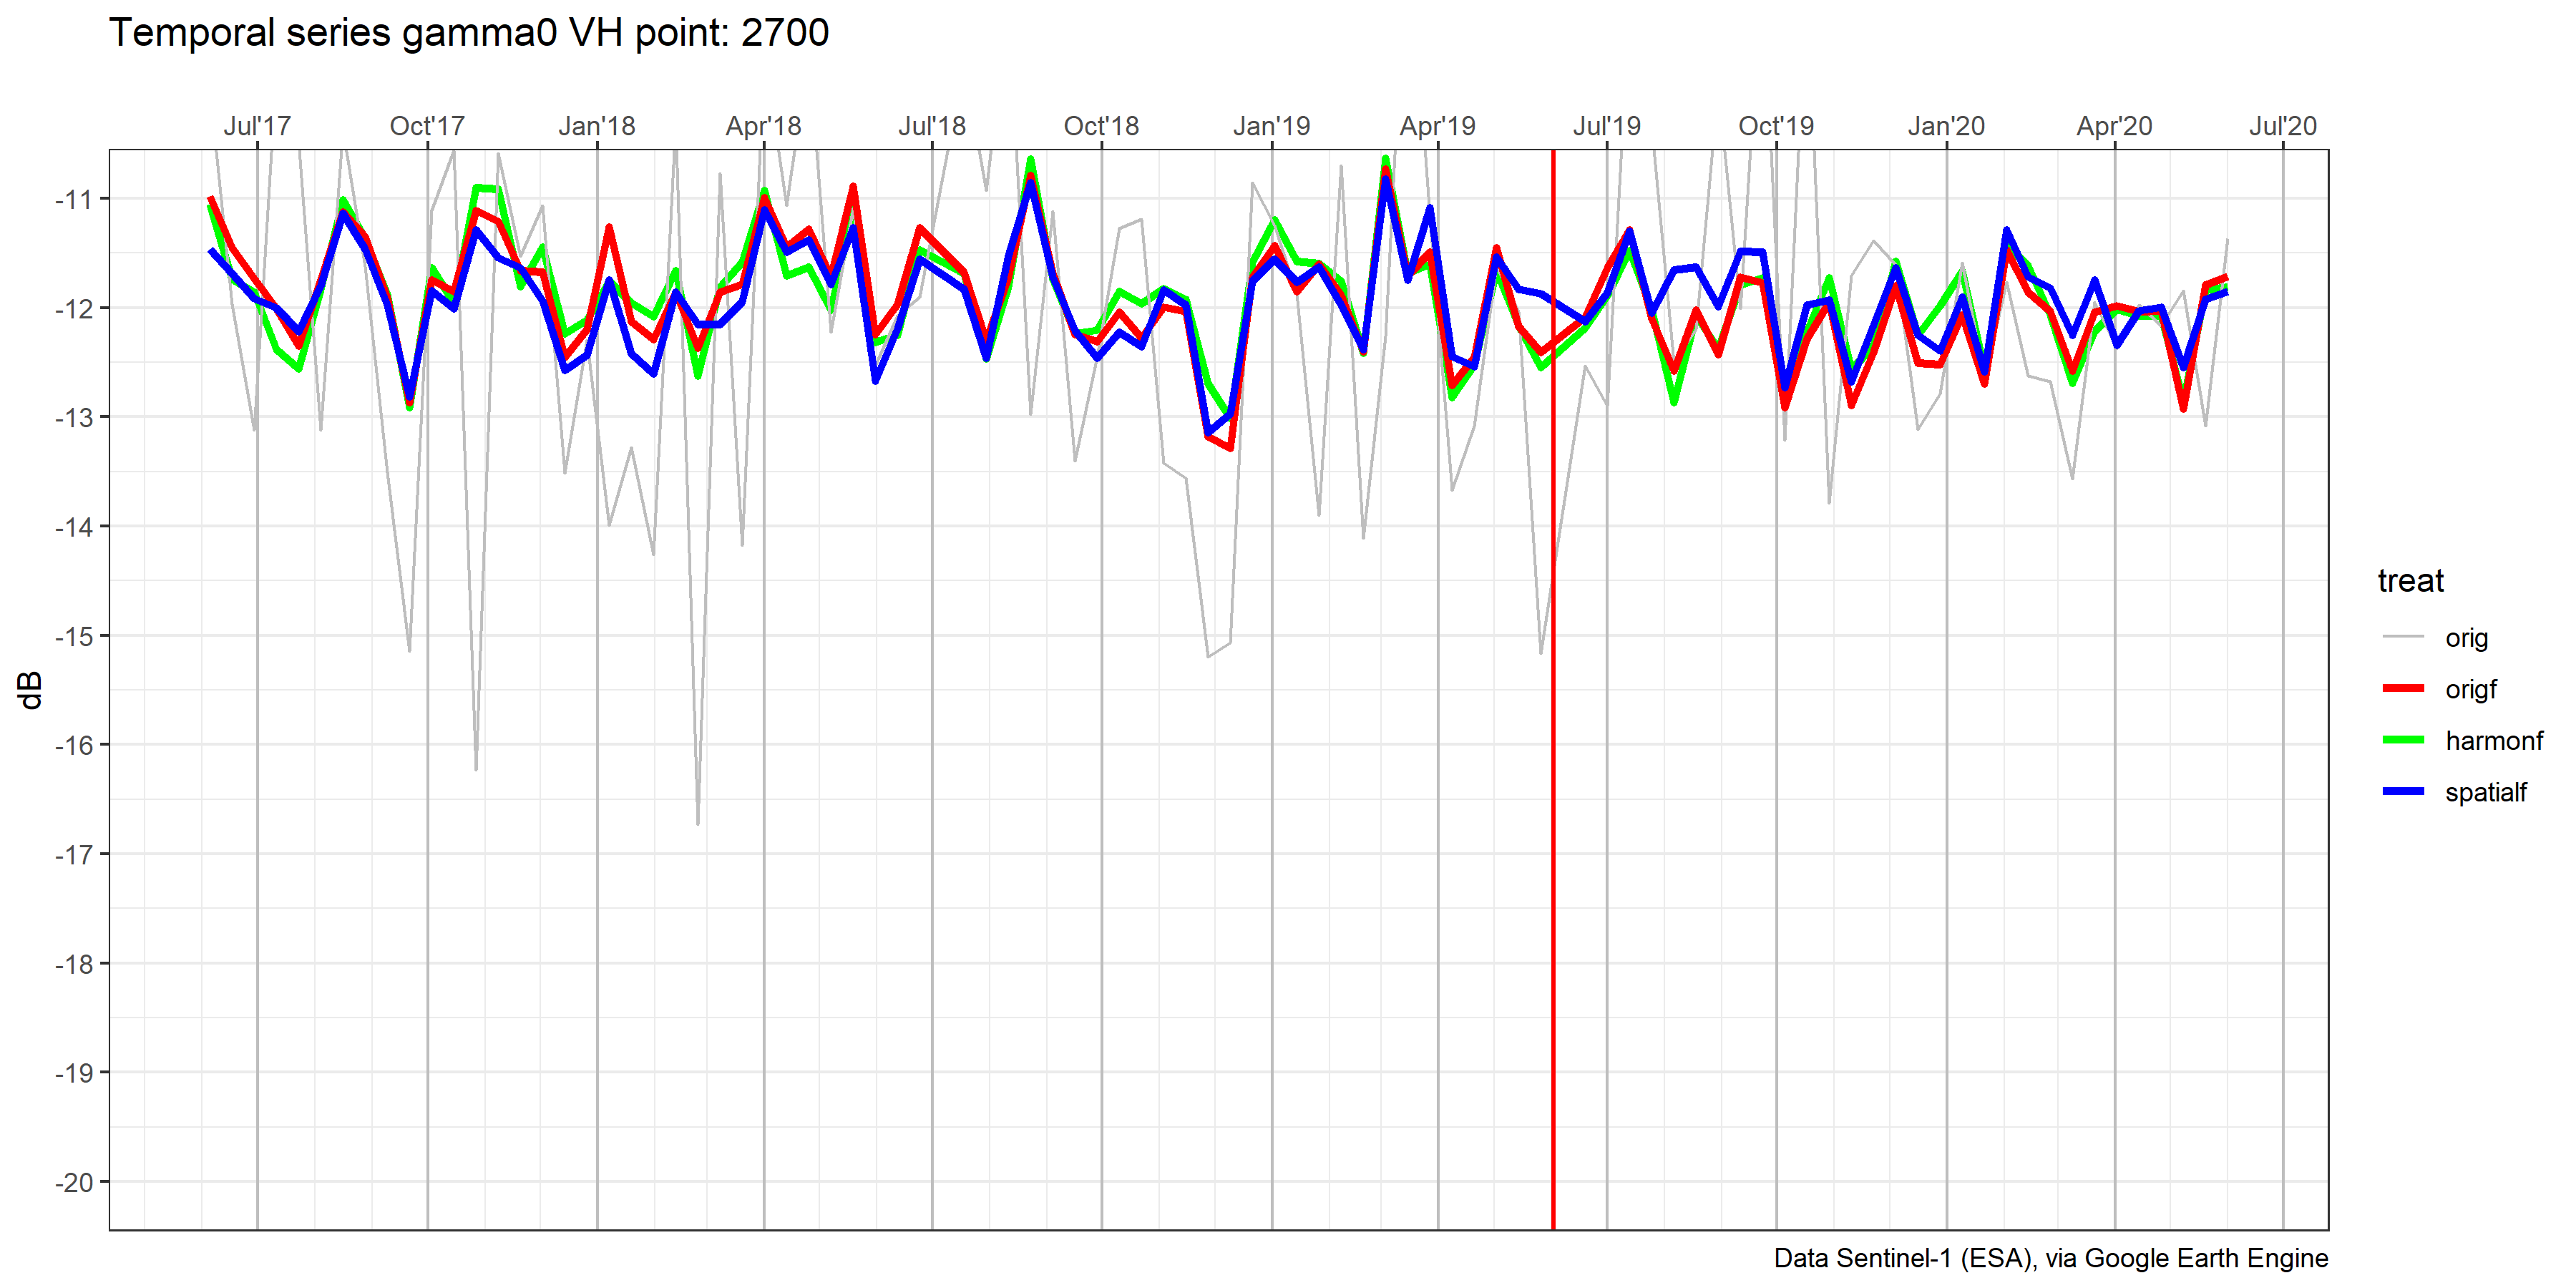 Temporal series gamma0 VH point: 2700
Jul'17 Oct'17 Jan'18 Apr'18 Jul'18 Oct'18 Jan'19 Apr'19 Jul'19 Oct'19 Jan'20 Apr'20 Jul'20
-11
-12
-13
-14
-15
-16
-17
-18
-19
-20
dB
treat
orig
origf
harmonf
spatialf
Data Sentinel-1 (ESA), via Google Earth Engine